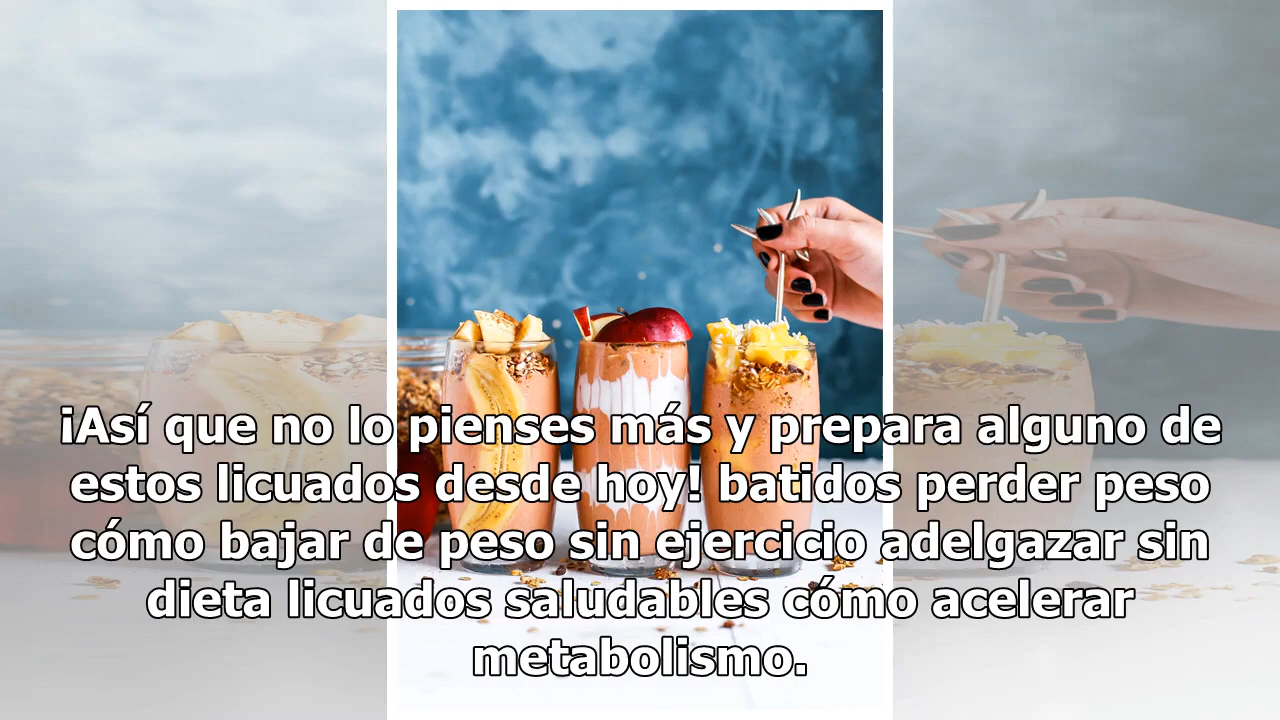 ¡Así que no lo pienses más y prepara alguno de
estos licuados desde hoy! batidos perder peso
cómo bajar de peso sin ejercicio adelgazar sin
dieta licuados saludables cómo acelerar
metabolismo.